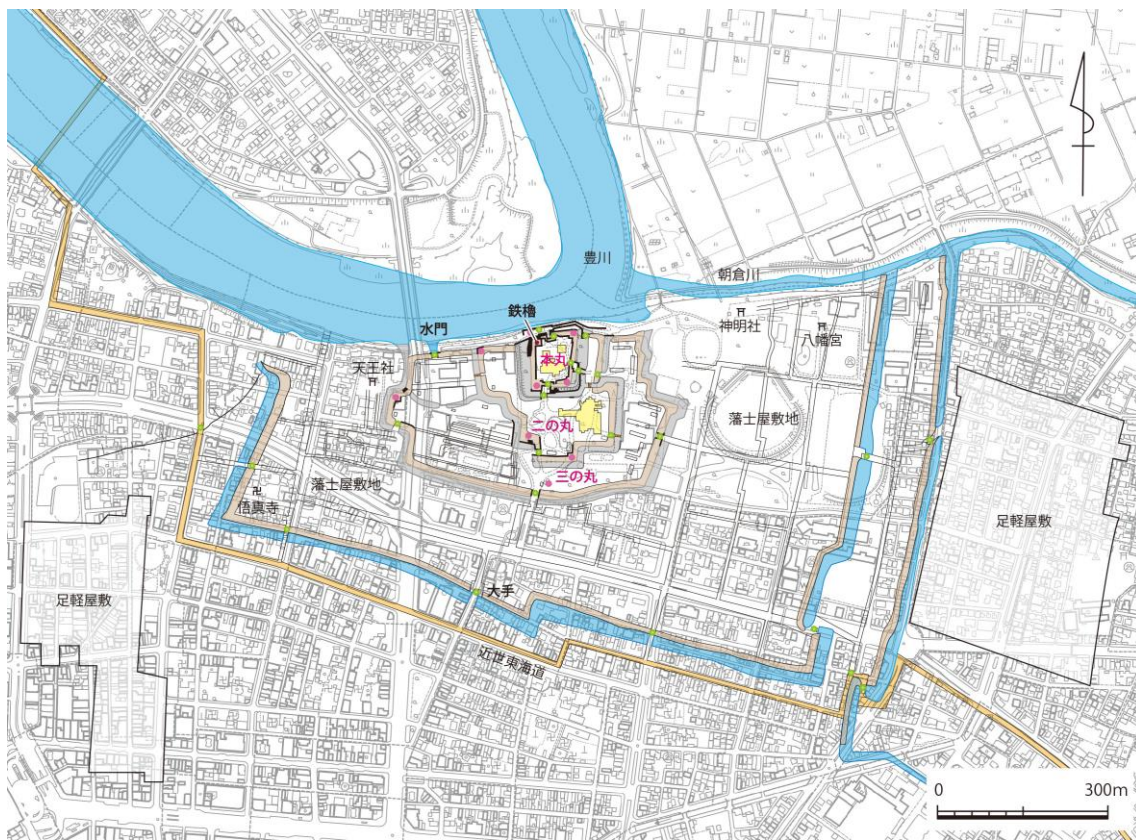 豊川
朝倉川
鉄櫓
水門
神明社
八幡宮
天王社
本丸
二の丸
藩士屋敷地
三の丸
藩士屋敷地
悟真寺
足軽屋敷
大手
足軽屋敷
近世東海道
0 300m